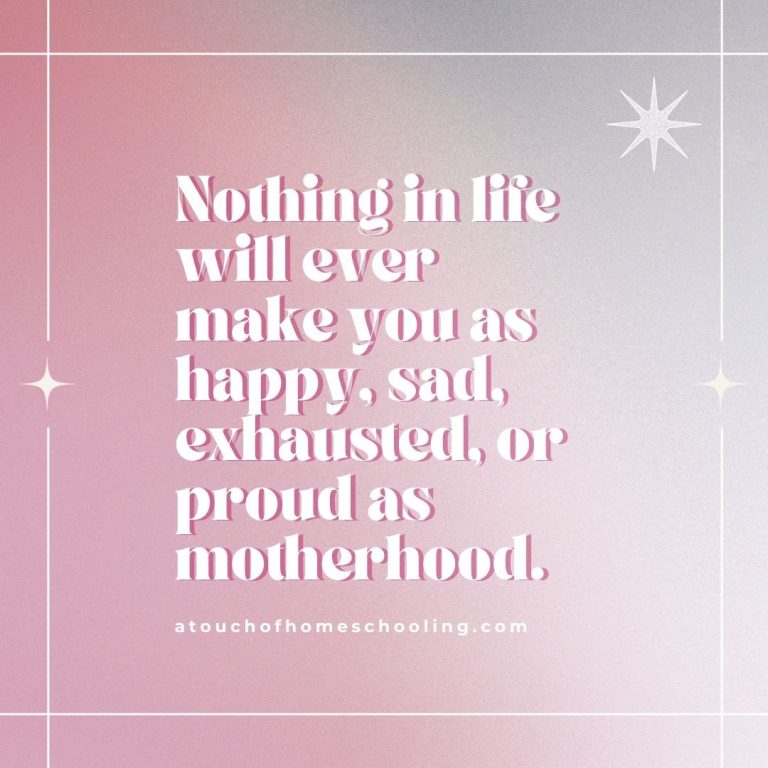 Nothing in life
will ever
make you as
happy, sad,
exhausted, or
proud as
motherhood.
atouchofhomeschooling.com